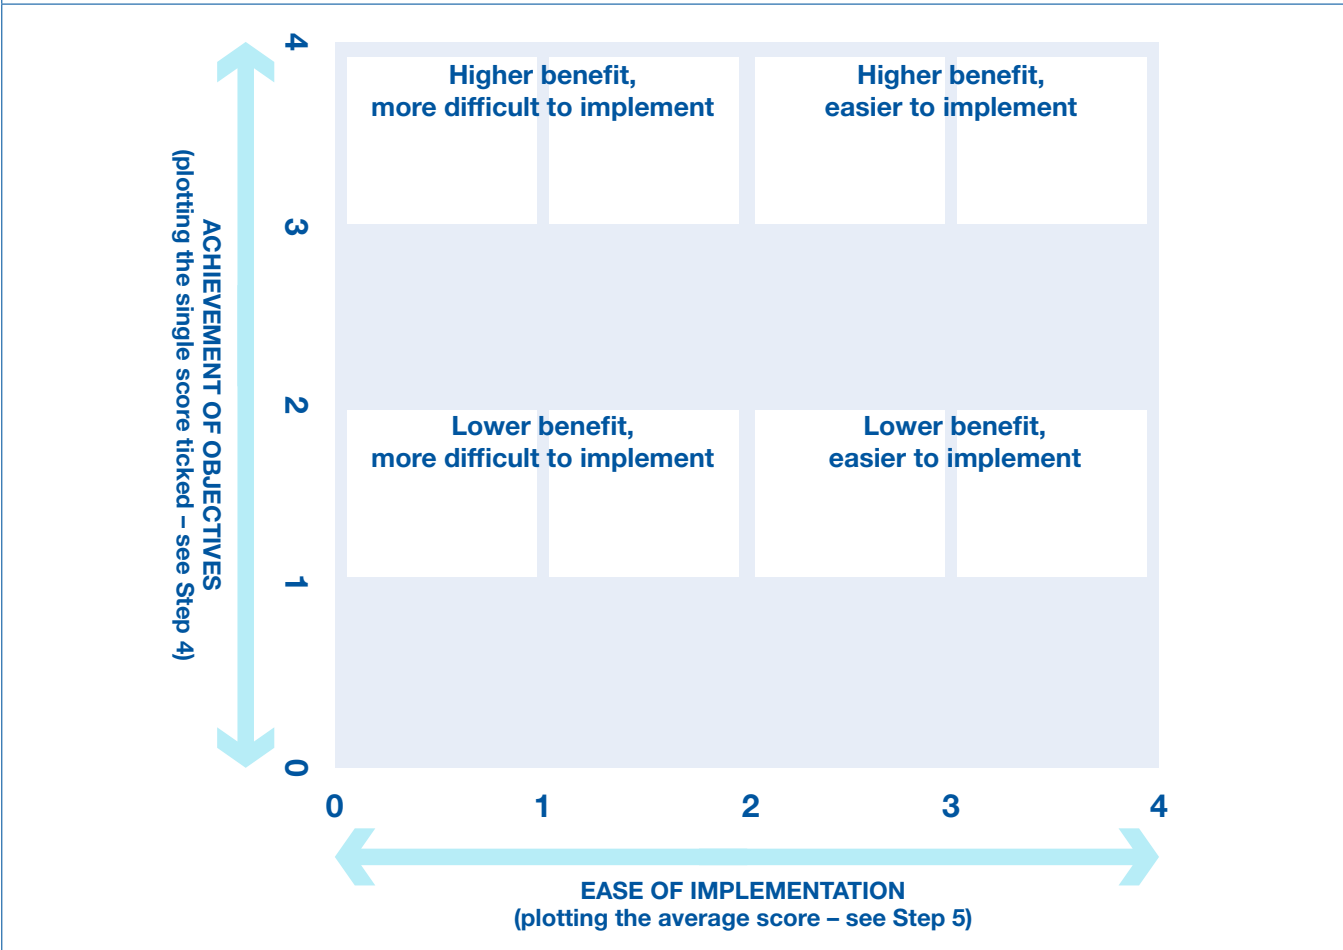 4
Higher benefit,
more difficult to implement
Higher benefit,
easier to implement
3
ACHIEVEMENT OF OBJECTIVES
(plotting the single score ticked – see Step 4)
2
Lower benefit,
more difficult to implement
Lower benefit,
easier to implement
1
0
0 1 2 3 4
EASE OF IMPLEMENTATION
(plotting the average score – see Step 5)